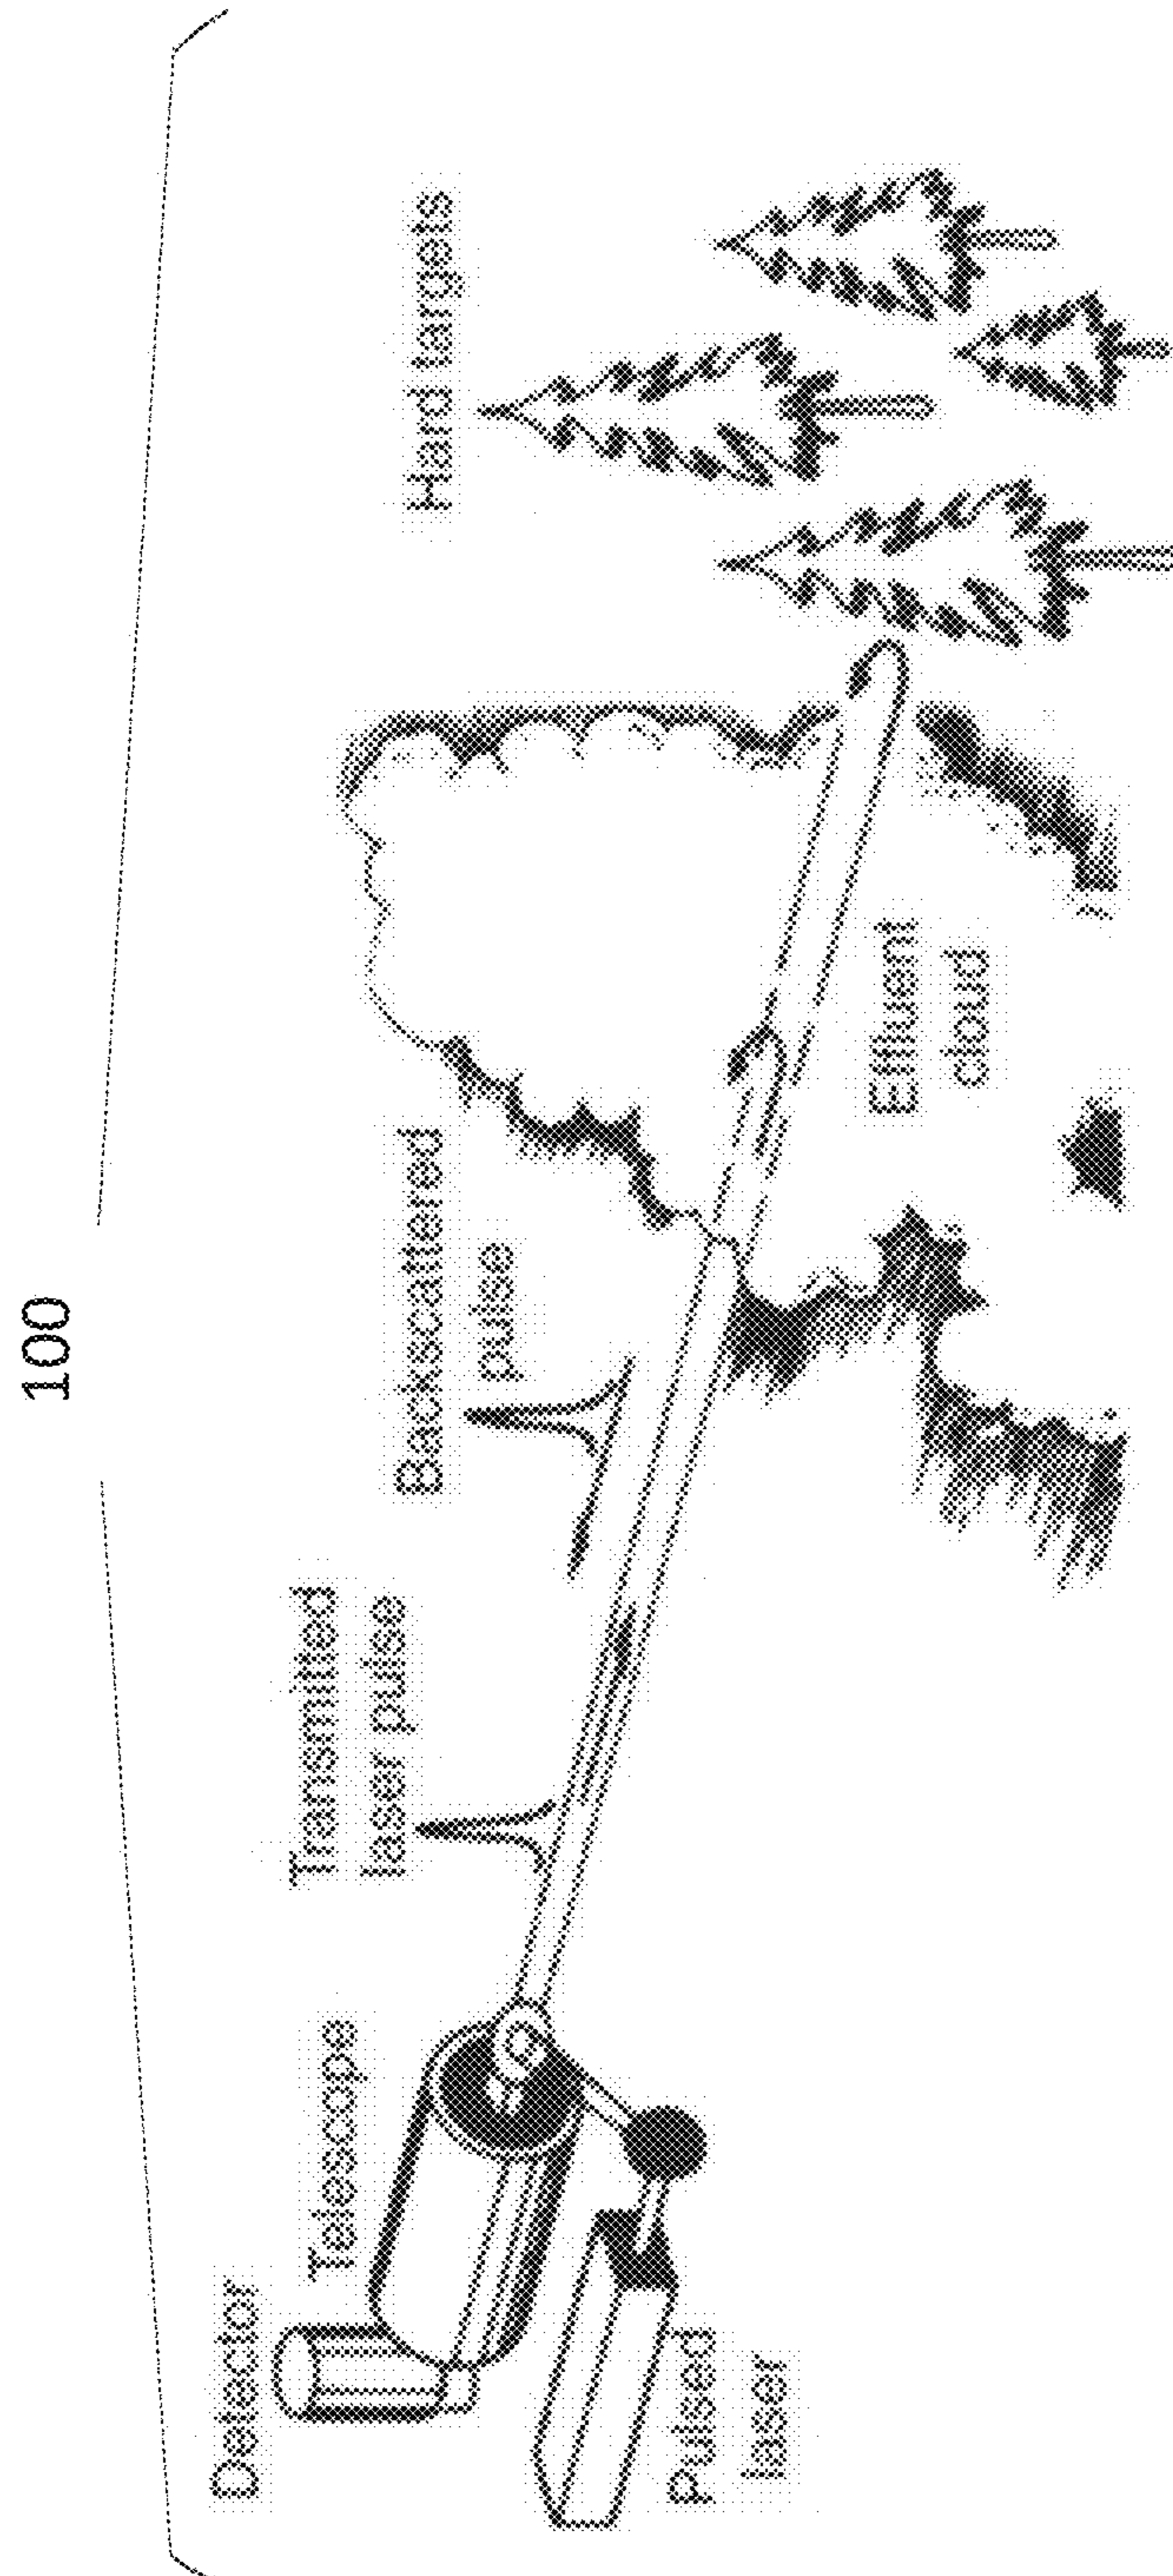 100
Detector
Telescope
Transmitted
laser pulse
Backscattered
pulse
Hard targets
Pulsed
laser
Effluent
cloud